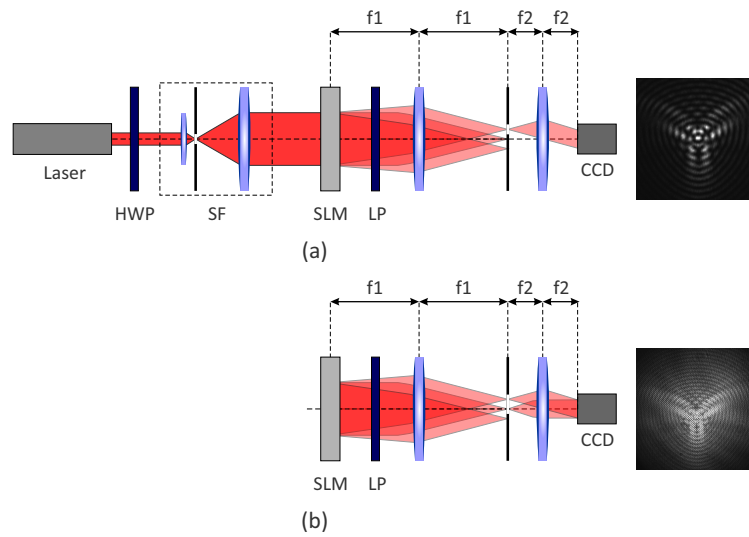 f1 f1 f2 f2
Laser
HWP
SF
SLM
LP
CCD
(a)
f1 f1 f2 f2
SLM
LP
CCD
(b)